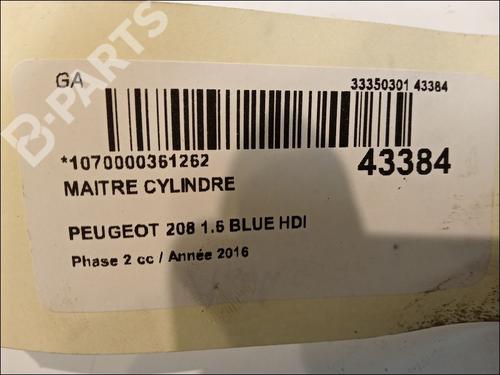 GA
33350301 43384
B-PARTS
*1070000361262
43384
MAITRE CYLINDRE
PEUGEOT 208 1.6 BLUE HDI
Phase 2 cc / Année 2016